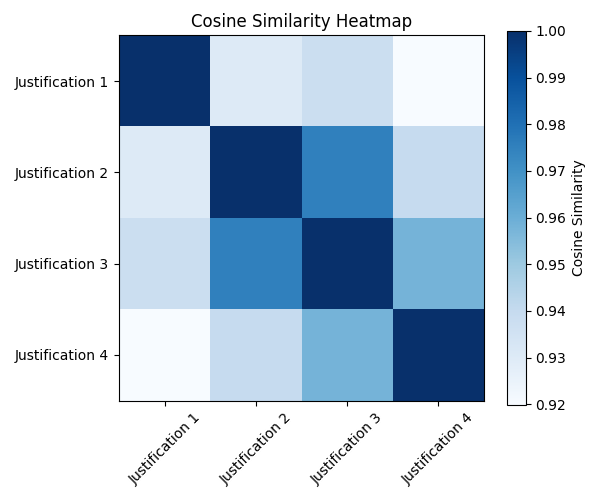 Cosine Similarity Heatmap
Justification 1
Justification 2
Justification 3
Justification 4
Justification 1
Justification 2
Justification 3
Justification 4
1.00
0.99
0.98
0.97
0.96
0.95
0.94
0.93
0.92
Cosine Similarity